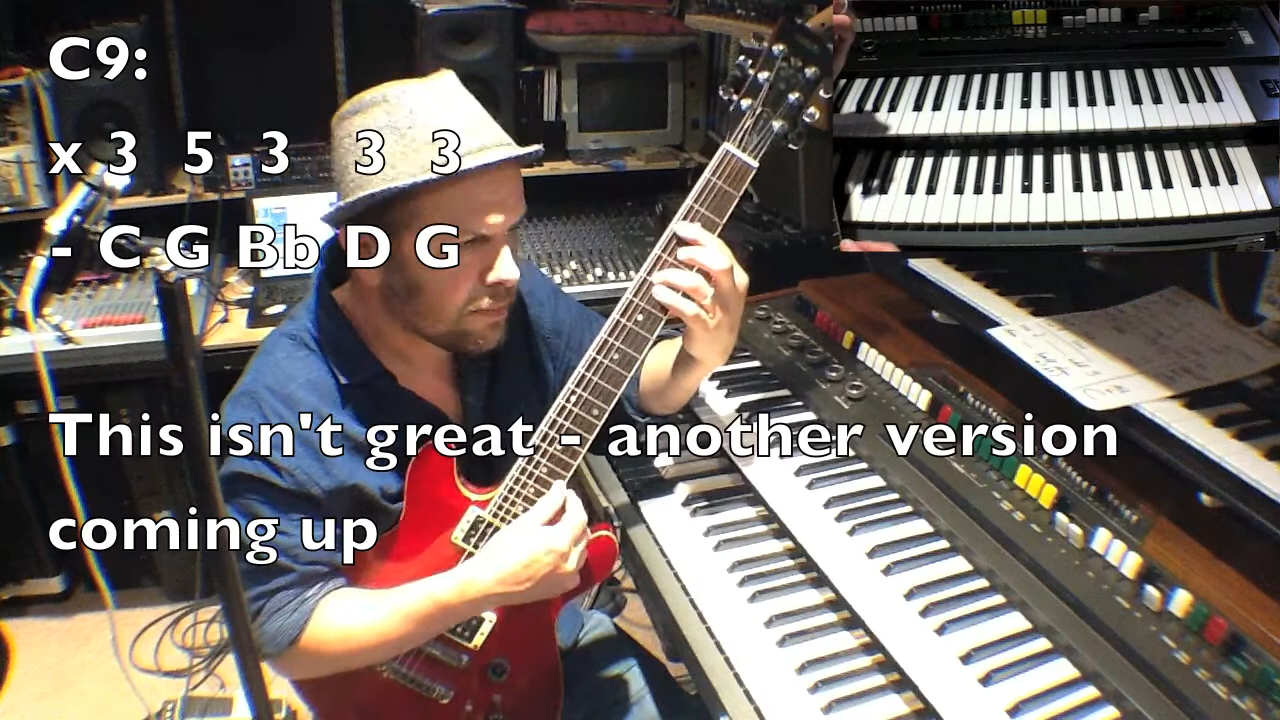 C9:
x 3 5 3 3 3
- C G Bb D G
This isn't great - another version
coming up